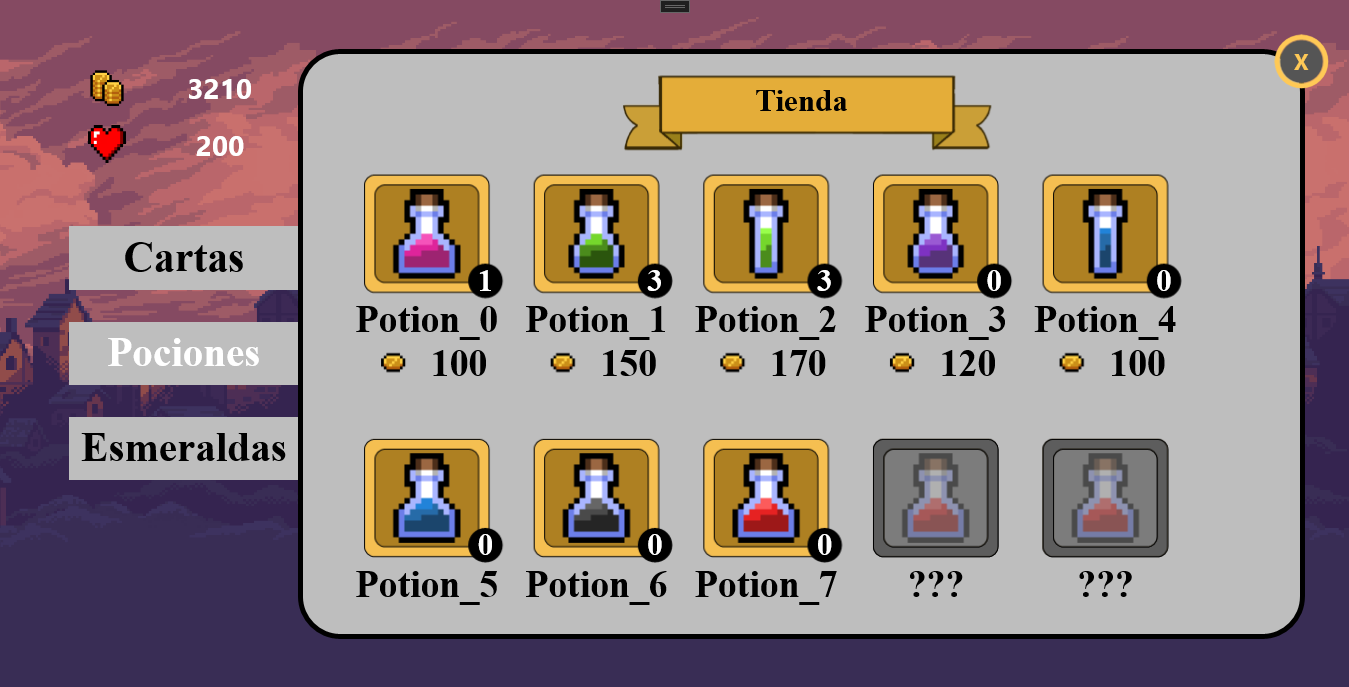 3210
200
Tienda
X
Cartas
Pociones
Esmeraldas
1 3 3 0 0
Potion_0 Potion_1 Potion_2 Potion_3 Potion_4
100 150 170 120 100
0 0 0
Potion_5 Potion_6 Potion_7 ??? ???